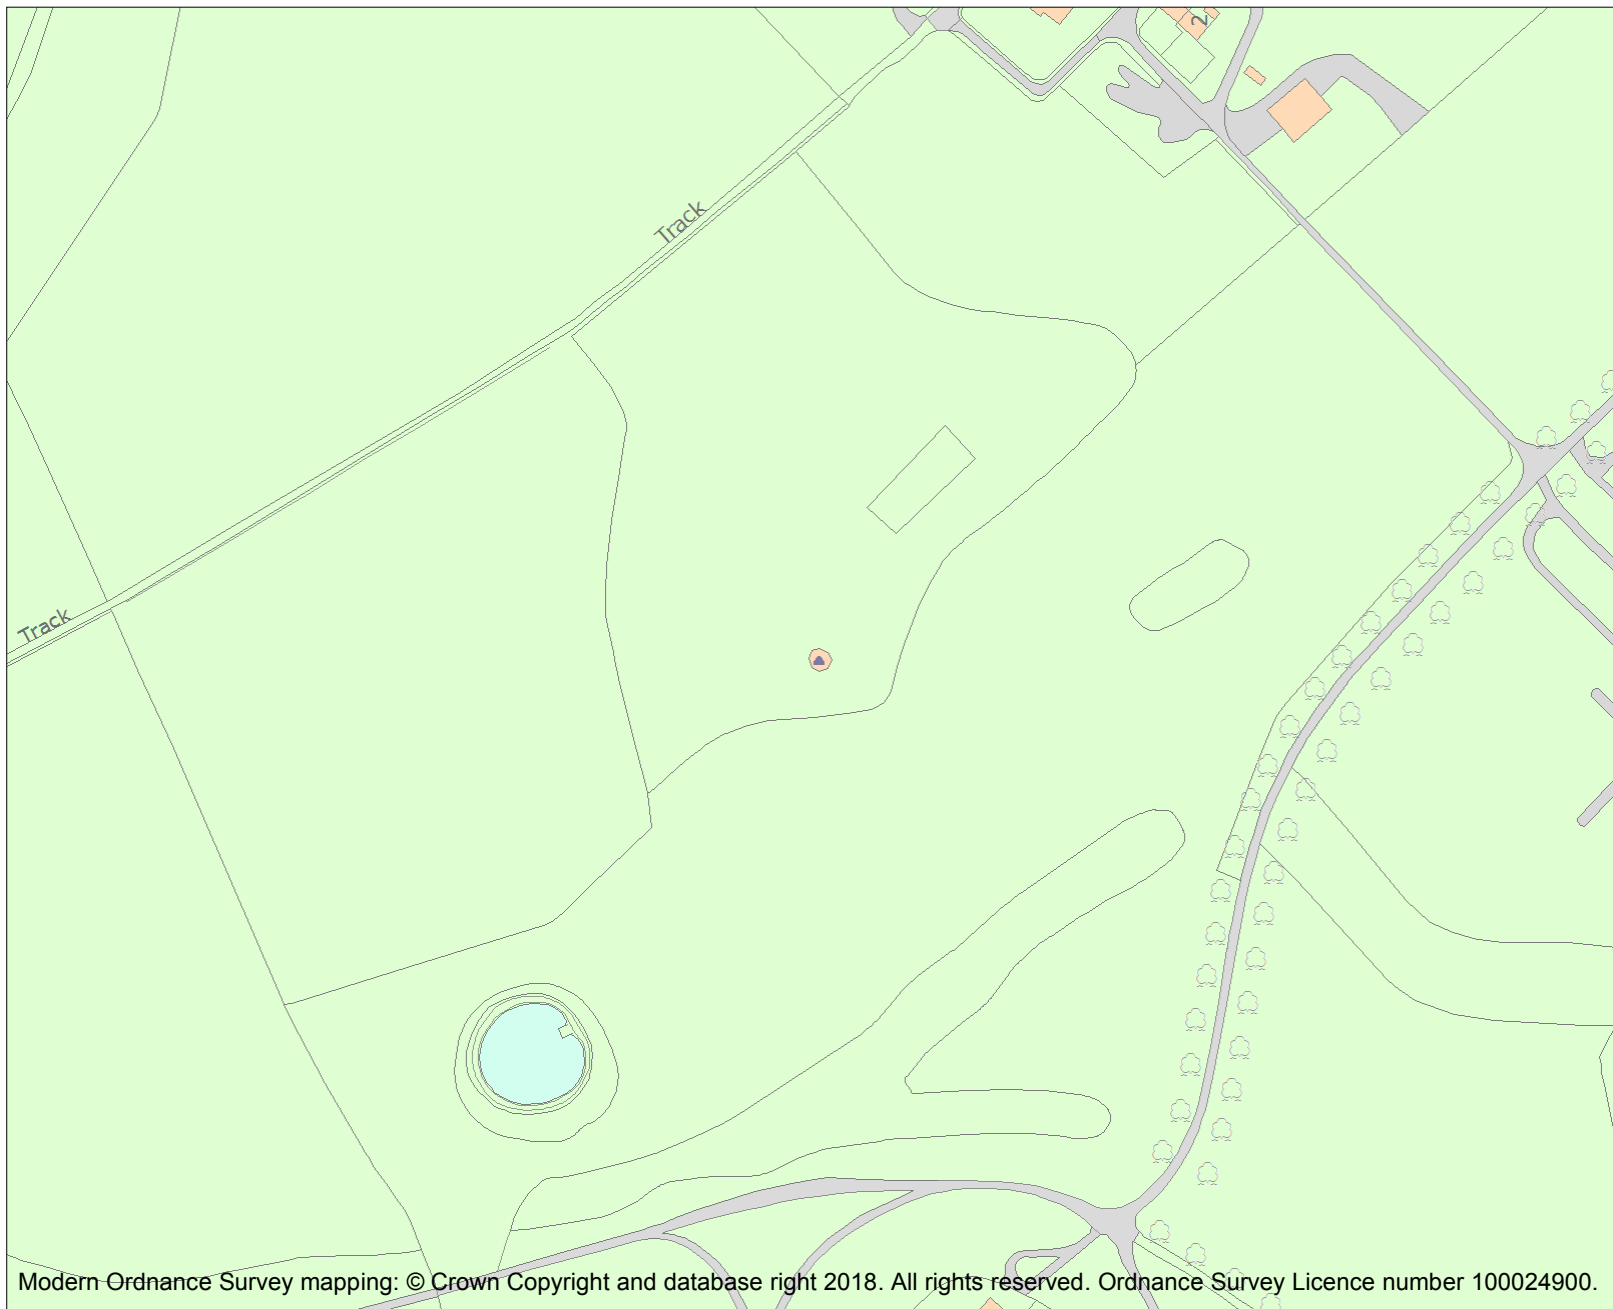 2
Track
Track
Modern Ordnance Survey mapping: © Crown Copyright and database right 2018. All rights reserved. Ordnance Survey Licence number 100024900.